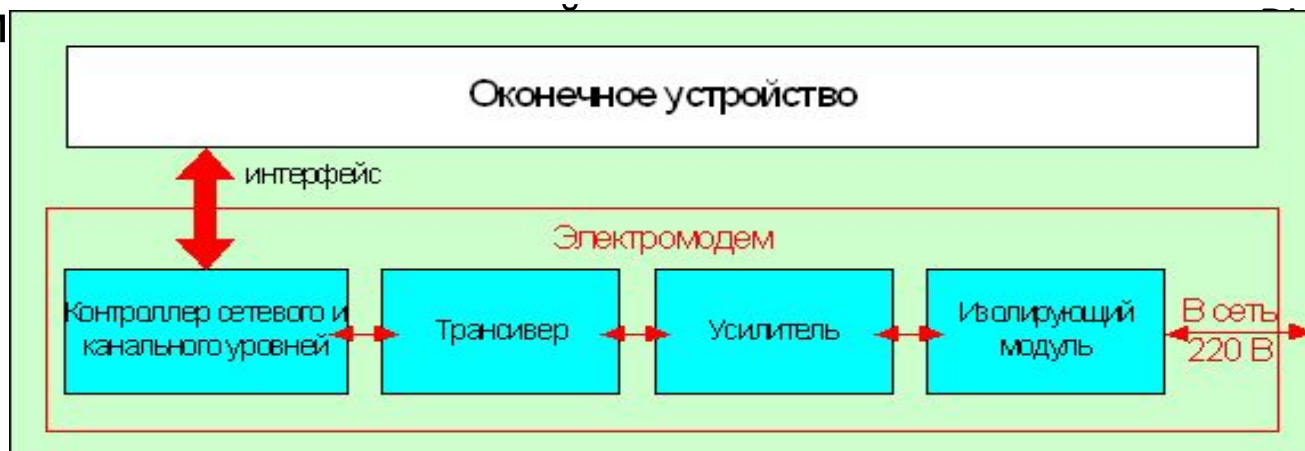 Оконечное устройство
интерфейс
Электромодем
Контроллер сетевого и
канального уровней
Трансивер
Усилитель
Изолирующий
модуль
В сеть
220 В